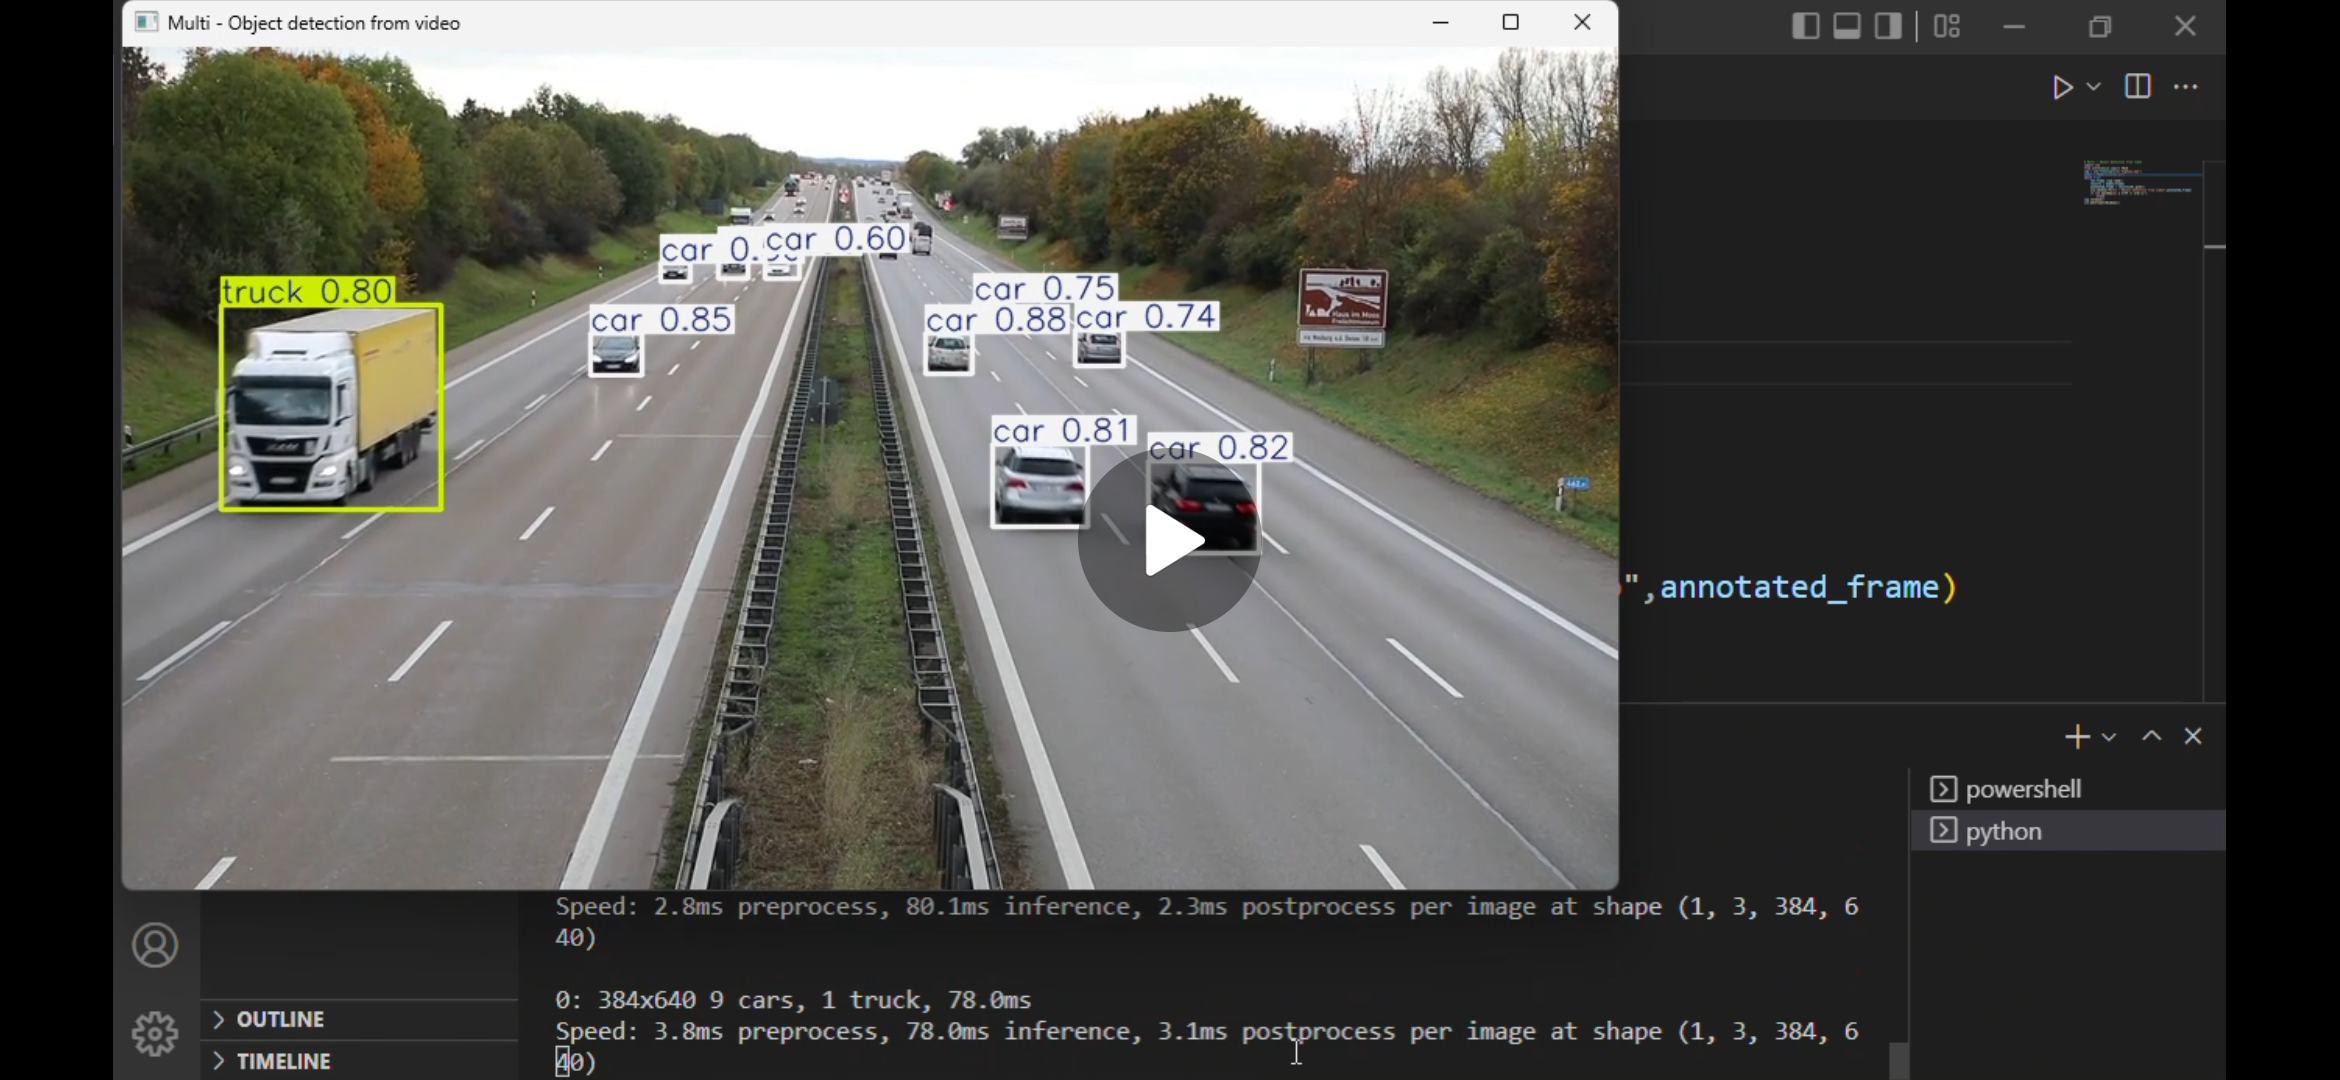 Multi - Object detection from video
car 0.
car 0.60
truck 0.80
car 0.75
car 0.85
car 0.88
car 0.74
Haus im Moos
Freilichtmuseum
car 0.81
car 0.82
",annotated_frame)
powershell
python
Speed: 2.8ms preprocess, 80.1ms inference, 2.3ms postprocess per image at shape (1, 3, 384, 6
40)
0: 384x640 9 cars, 1 truck, 78.0ms
Speed: 3.8ms preprocess, 78.0ms inference, 3.1ms postprocess per image at shape (1, 3, 384, 6
40)
OUTLINE
TIMELINE